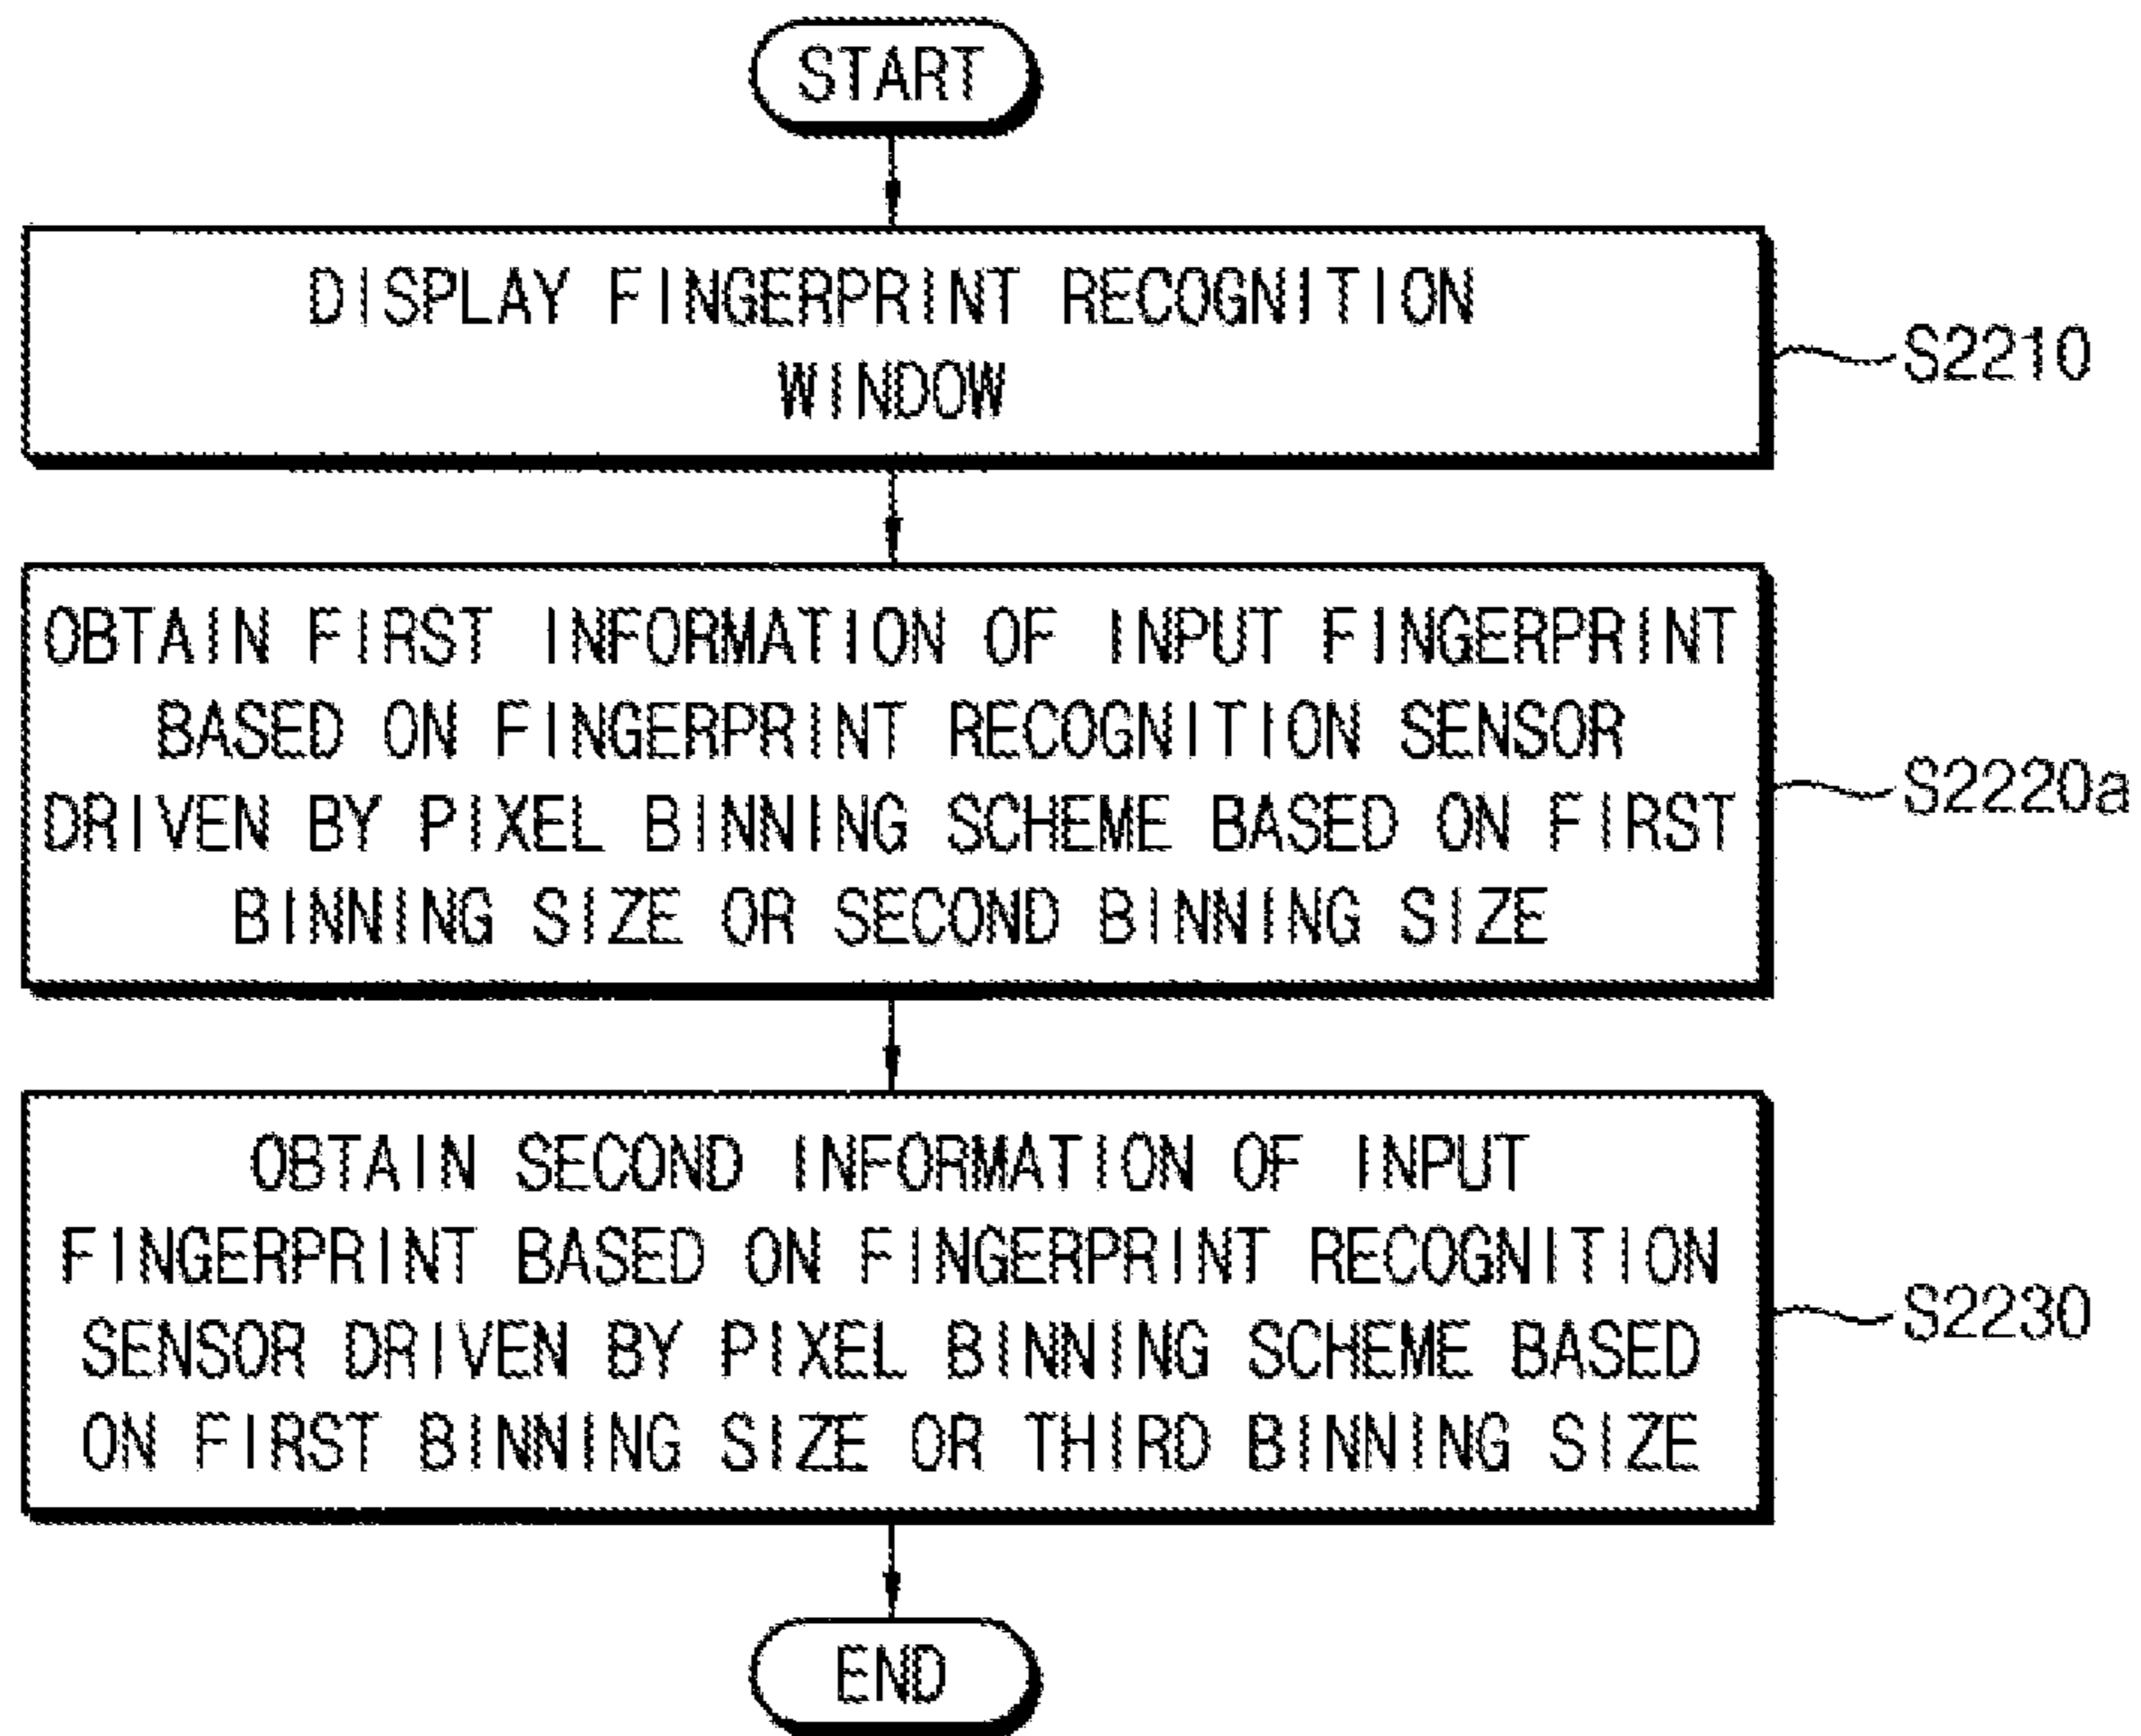 START
DISPLAY FINGERPRINT RECOGNITION
WINDOW
S2210
OBTAIN FIRST INFORMATION OF INPUT FINGERPRINT
BASED ON FINGERPRINT RECOGNITION SENSOR
DRIVEN BY PIXEL BINNING SCHEME BASED ON FIRST
BINNING SIZE OR SECOND BINNING SIZE
S2220a
OBTAIN SECOND INFORMATION OF INPUT
FINGERPRINT BASED ON FINGERPRINT RECOGNITION
SENSOR DRIVEN BY PIXEL BINNING SCHEME BASED
ON FIRST BINNING SIZE OR THIRD BINNING SIZE
S2230
END